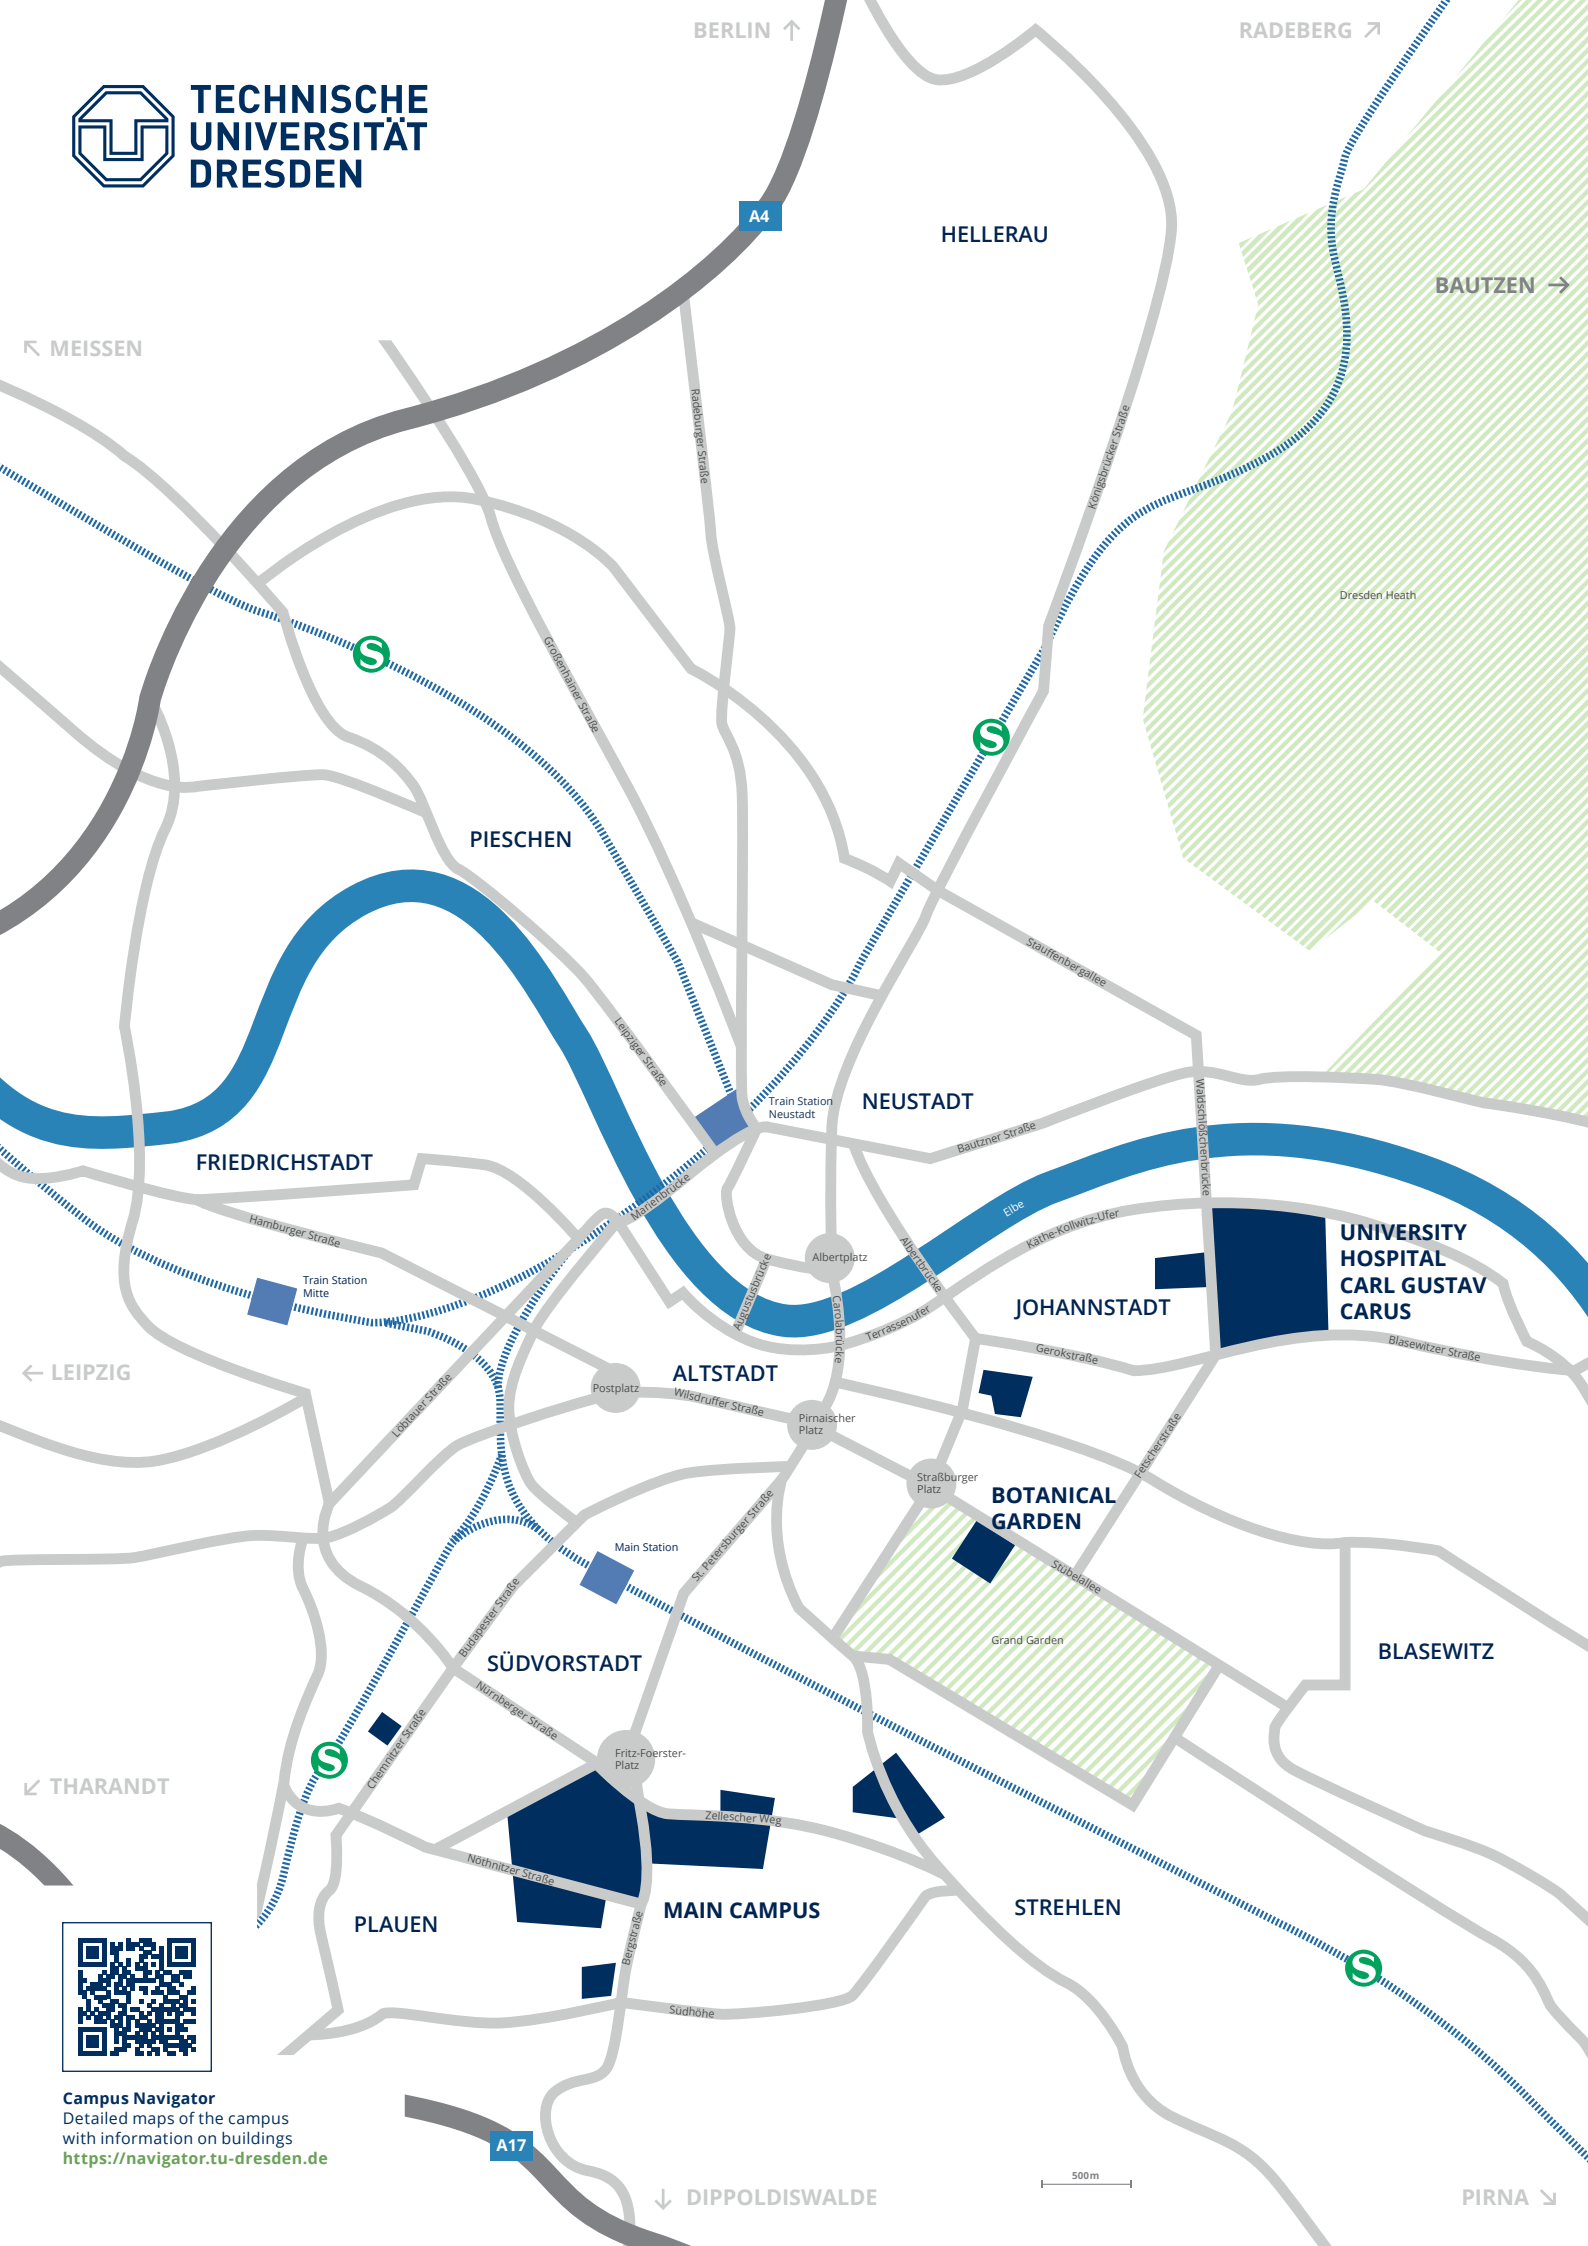 BERLIN ↑
RADEBERG ↗
TECHNISCHE
UNIVERSITÄT
DRESDEN
A4
HELLERAU
BAUTZEN →
↖ MEISSEN
Radeburger Straße
Königsbrücker Straße
Dresden Heath
S
Großenhainer Straße
S
PIESCHEN
Stauffenbergallee
Leipziger Straße
Train Station
Neustadt
NEUSTADT
Waldschlößchenbrücke
Bautzner Straße
FRIEDRICHSTADT
Marienbrücke
Elbe
Hamburger Straße
Käthe-Kollwitz-Ufer
UNIVERSITY
HOSPITAL
CARL GUSTAV
CARUS
Albertplatz
Albertbrücke
Augustusbrücke
Train Station
Mitte
Carolabrücke
Terrassenufer
JOHANNSTADT
Gerokstraße
Blasewitzer Straße
← LEIPZIG
ALTSTADT
Postplatz
Wilsdruffer Straße
Löbtauer Straße
Pirnaischer
Platz
Fetscherstraße
Straßburger
Platz
BOTANICAL
GARDEN
St. Petersburger Straße
Main Station
Stübelallee
Budapester Straße
Grand Garden
BLASEWITZ
SÜDVORSTADT
Nürnberger Straße
Chemnitzer Straße
S
Fritz-Foerster-
Platz
↙ THARANDT
Zellescher Weg
Nöthnitzer Straße
MAIN CAMPUS
STREHLEN
PLAUEN
Bergstraße
S
Südhöhe
Campus Navigator
Detailed maps of the campus
with information on buildings
https://navigator.tu-dresden.de
A17
500m
↓ DIPPOLDISWALDE
PIRNA ↘